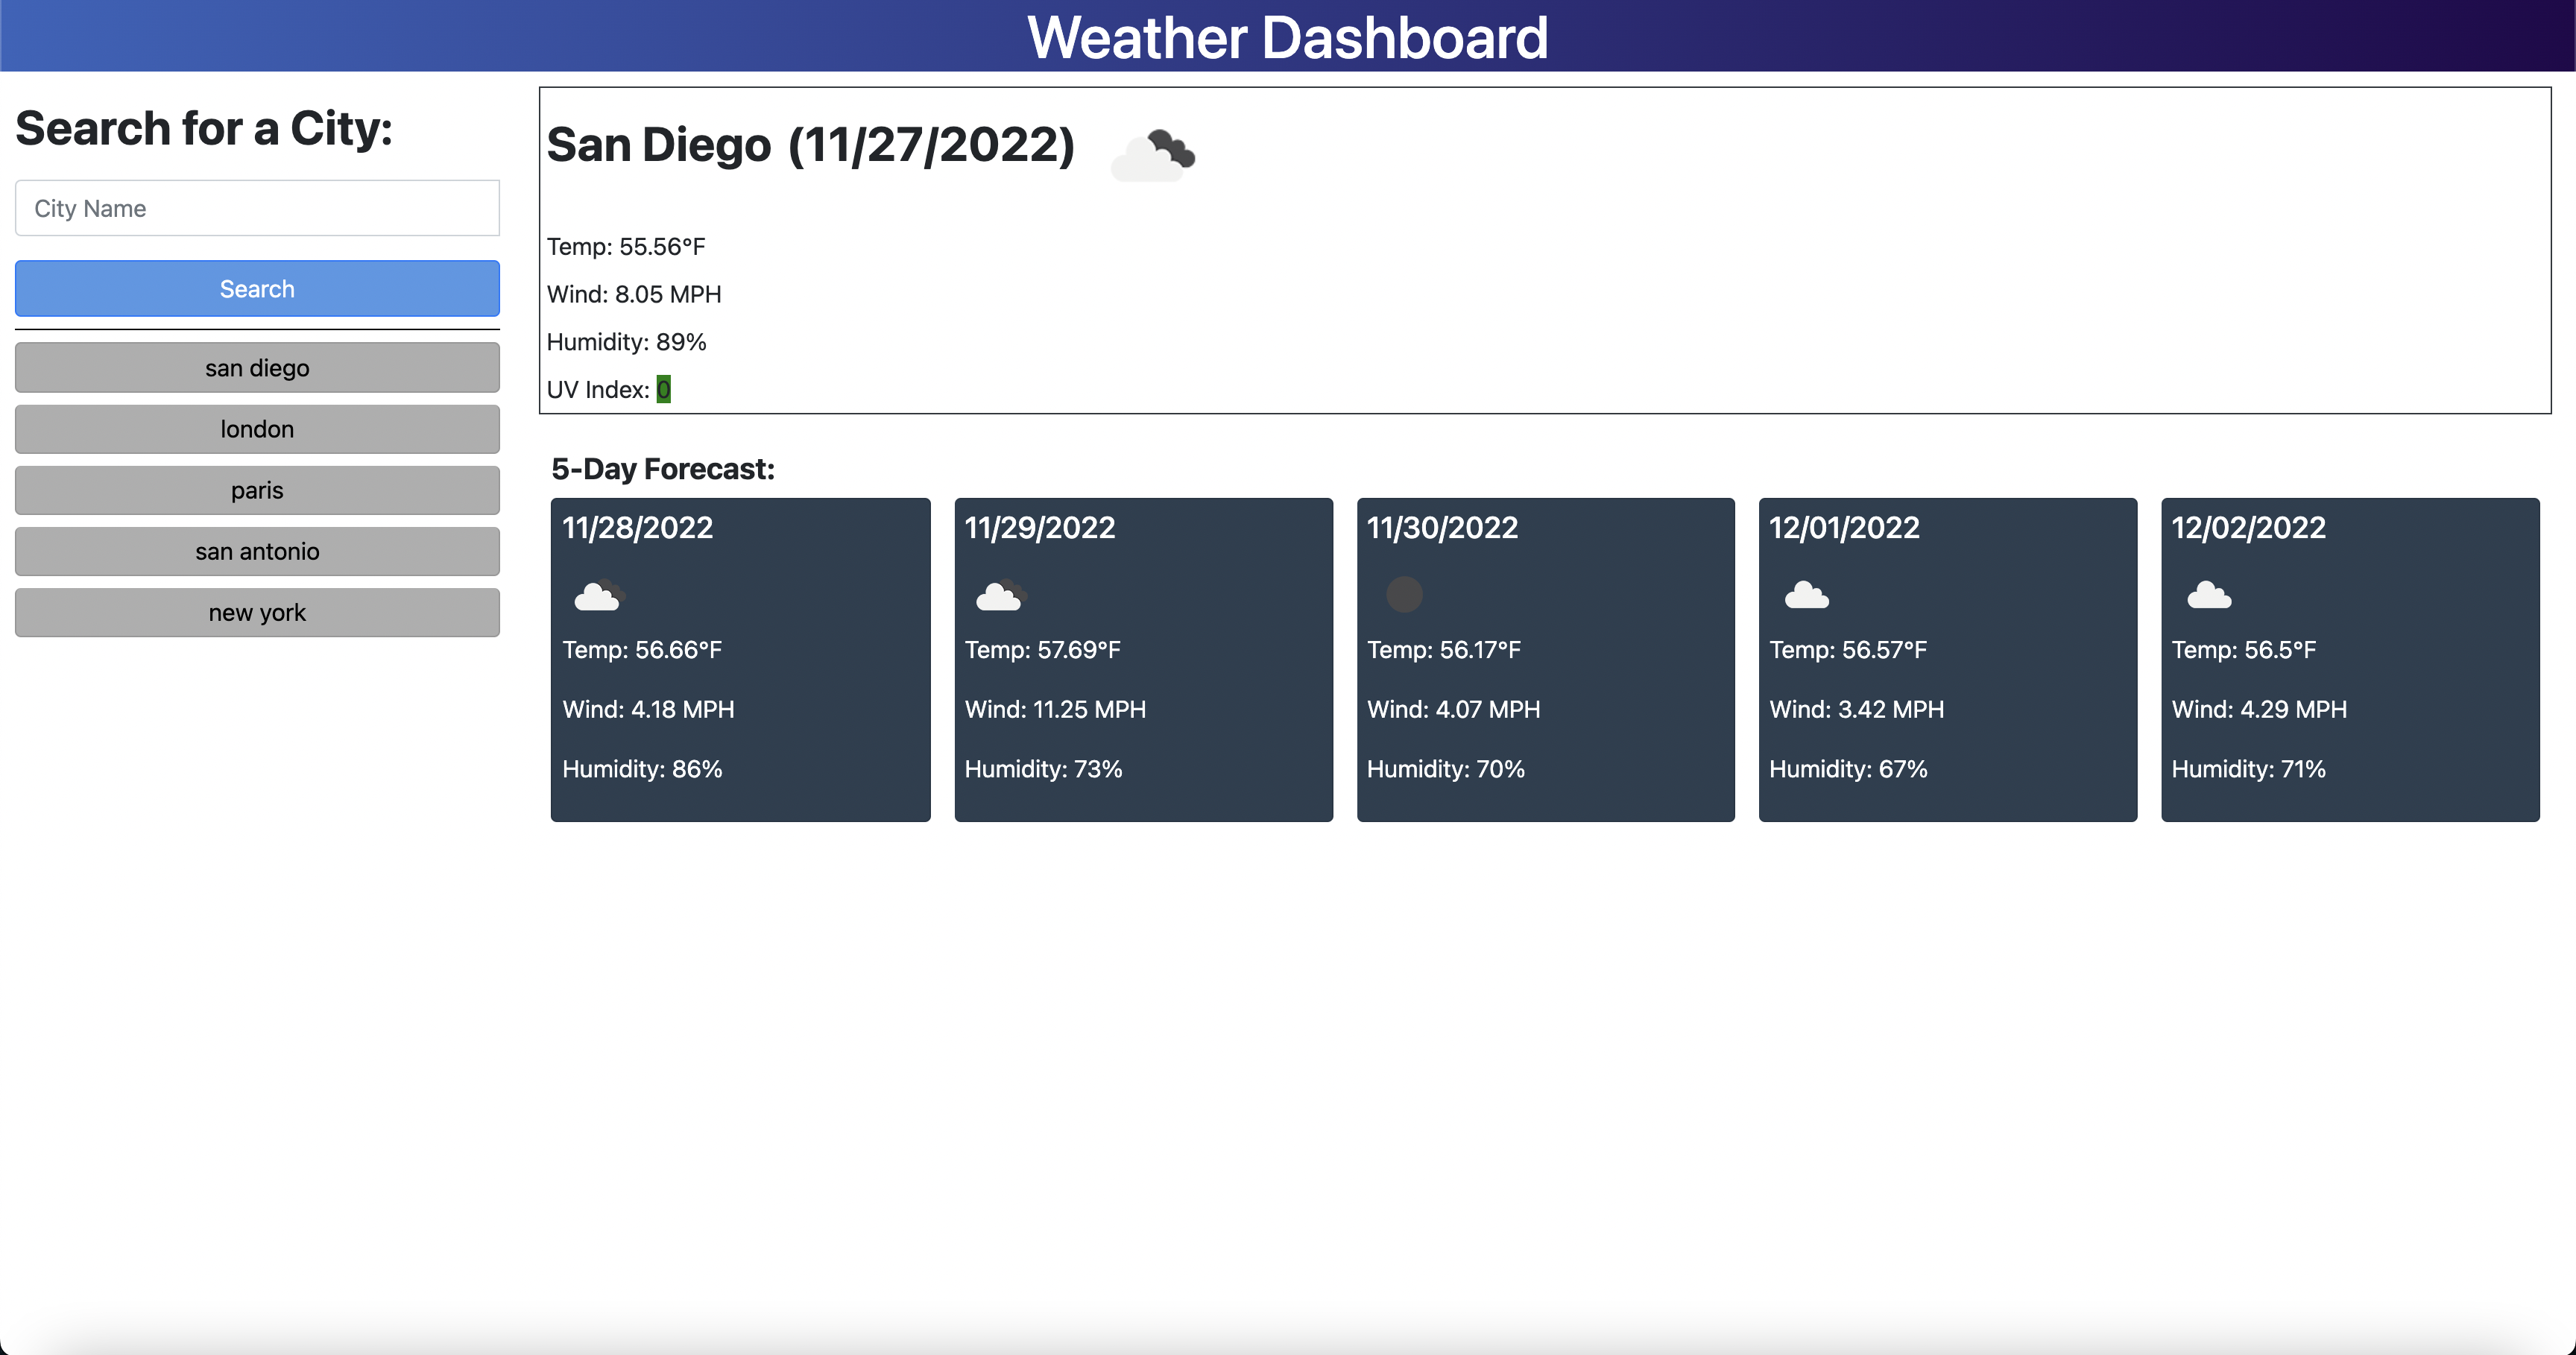 Weather Dashboard
Search for a City:
City Name
Search
san diego
london
paris
san antonio
new york
San Diego (11/27/2022)
Temp: 55.56°F
Wind: 8.05 MPH
Humidity: 89%
UV Index: 0
5-Day Forecast:
11/28/2022
Temp: 56.66°F
Wind: 4.18 MPH
Humidity: 86%
11/29/2022
Temp: 57.69°F
Wind: 11.25 MPH
Humidity: 73%
11/30/2022
Temp: 56.17°F
Wind: 4.07 MPH
Humidity: 70%
12/01/2022
Temp: 56.57°F
Wind: 3.42 MPH
Humidity: 67%
12/02/2022
Temp: 56.5°F
Wind: 4.29 MPH
Humidity: 71%